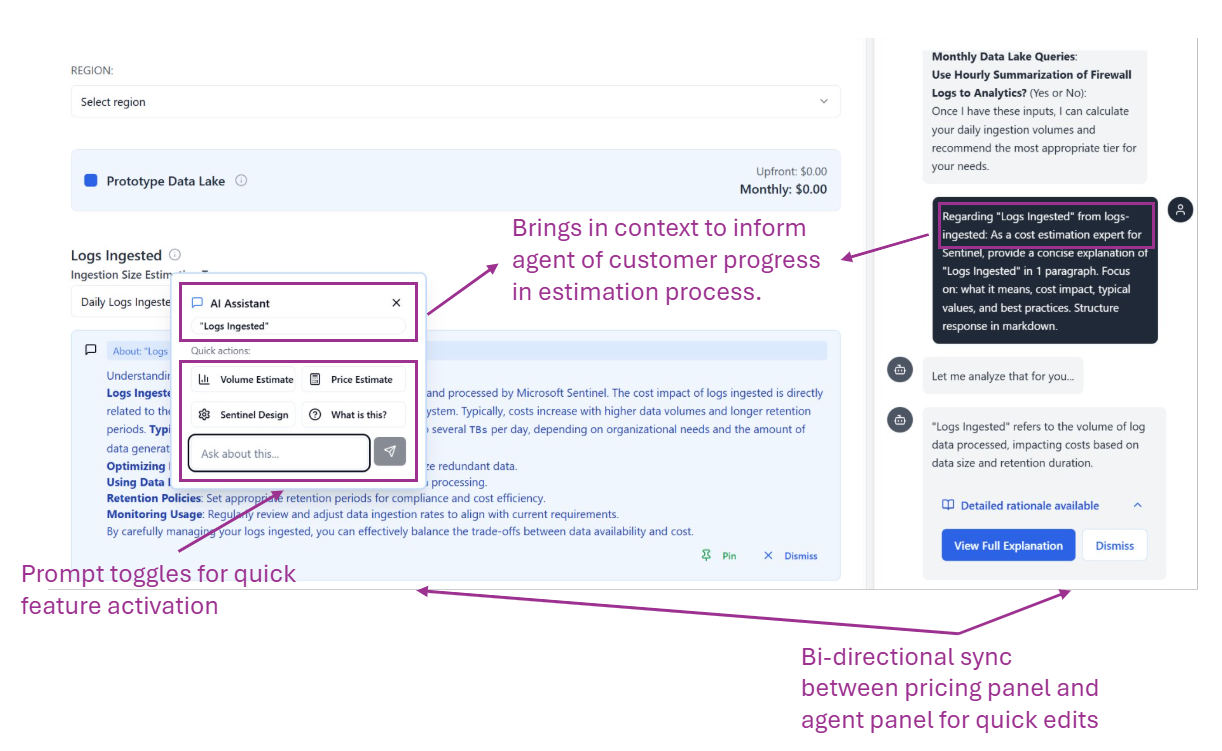 REGION:
Select region
Prototype Data Lake
Upfront: $0.00
Monthly: $0.00
Logs Ingested
Ingestion Size Estim
Daily Logs Ingeste
AI Assistant
"Logs Ingested"
Quick actions:
Volume Estimate
Price Estimate
Sentinel Design
What is this?
Ask about this...
About: "Logs
Understandin
Logs Ingeste and processed by Microsoft Sentinel. The cost impact of logs ingested is directly
related to the ystem. Typically, costs increase with higher data volumes and longer retention
periods. Typi several TBs per day, depending on organizational needs and the amount of
data generat
Optimizing ze redundant data.
Using Data processing.
Retention Policies: Set appropriate retention periods for compliance and cost efficiency.
Monitoring Usage: Regularly review and adjust data ingestion rates to align with current requirements.
By carefully managing your logs ingested, you can effectively balance the trade-offs between data availability and cost.
Pin
Dismiss
Brings in context to inform
agent of customer progress
in estimation process.
Prompt toggles for quick
feature activation
Monthly Data Lake Queries:
Use Hourly Summarization of Firewall
Logs to Analytics? (Yes or No):
Once I have these inputs, I can calculate
your daily ingestion volumes and
recommend the most appropriate tier for
your needs.
Regarding "Logs Ingested" from logs-
ingested: As a cost estimation expert for
Sentinel, provide a concise explanation of
"Logs Ingested" in 1 paragraph. Focus
on: what it means, cost impact, typical
values, and best practices. Structure
response in markdown.
Let me analyze that for you...
"Logs Ingested" refers to the volume of log
data processed, impacting costs based on
data size and retention duration.
Detailed rationale available
View Full Explanation
Dismiss
Bi-directional sync
between pricing panel and
agent panel for quick edits